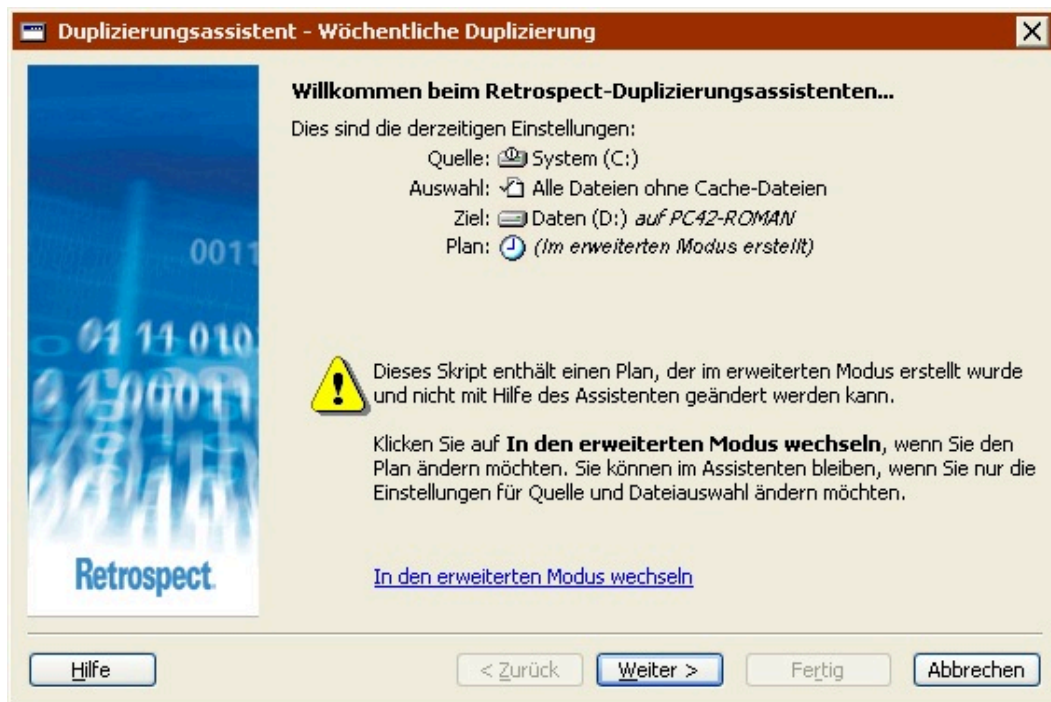 Duplizierungsassistent - Wöchentliche Duplizierung
Willkommen beim Retrospect-Duplizierungsassistenten...
Dies sind die derzeitigen Einstellungen:
Quelle: System (C:)
Auswahl: Alle Dateien ohne Cache-Dateien
Ziel: Daten (D:) auf PC42-ROMAN
Plan: (Im erweiterten Modus erstellt)
0011
01 11 010
Dieses Skript enthält einen Plan, der im erweiterten Modus erstellt wurde
und nicht mit Hilfe des Assistenten geändert werden kann.
Klicken Sie auf In den erweiterten Modus wechseln, wenn Sie den
Plan ändern möchten. Sie können im Assistenten bleiben, wenn Sie nur die
Einstellungen für Quelle und Dateiauswahl ändern möchten.
Retrospect.
In den erweiterten Modus wechseln
Hilfe < Zurück Weiter > Fertig Abbrechen